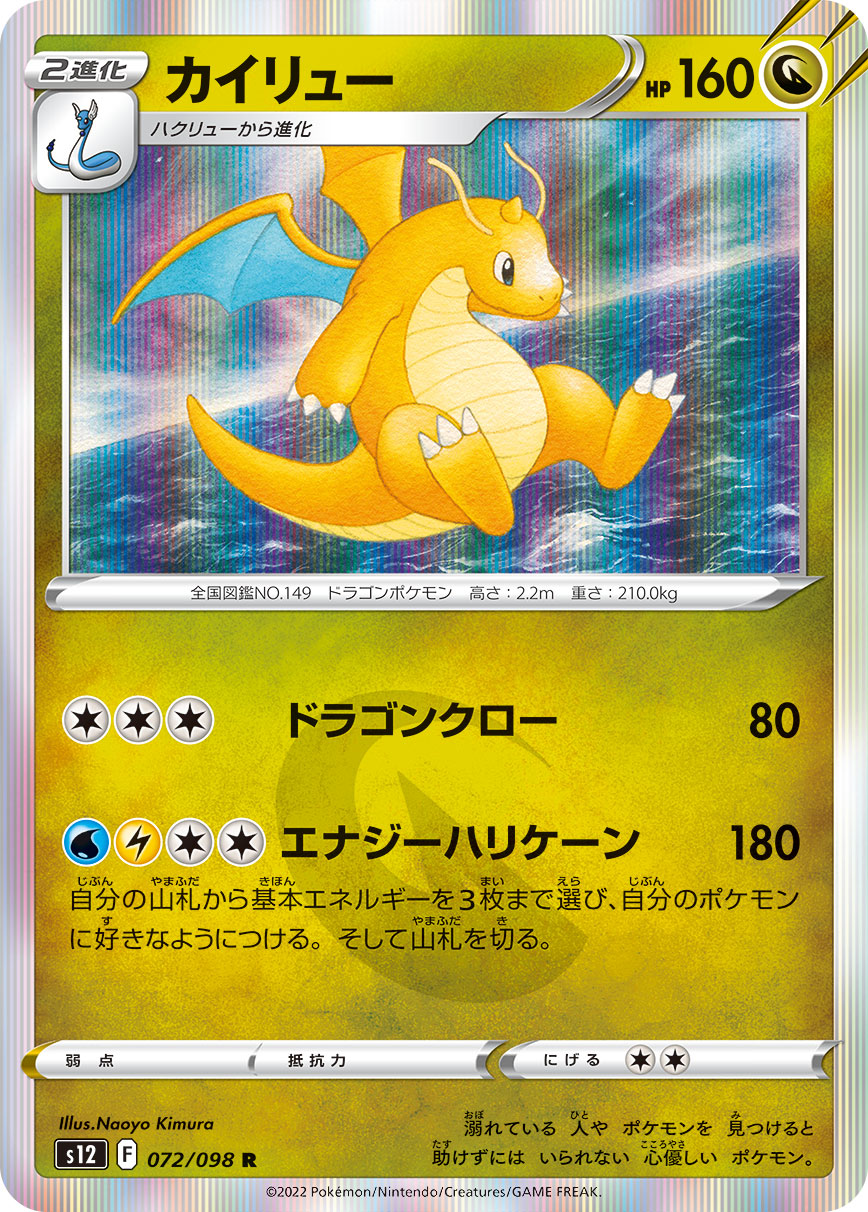 2進化
カイリュー
HP 160
ハクリューから進化
全国図鑑NO.149 ドラゴンポケモン 高さ:2.2m 重さ:210.0kg
ドラゴンクロー 80
エナジーハリケーン 180
自分の山札から基本エネルギーを3枚まで選び、自分のポケモン
に好きなようにつける。そして山札を切る。
弱点 抵抗力 にげる
Illus.Naoyo Kimura
s12 F 072/098 R
溺れている 人や ポケモンを 見つけると
助けずには いられない 心優しい ポケモン。
©2022 Pokémon/Nintendo/Creatures/GAME FREAK.